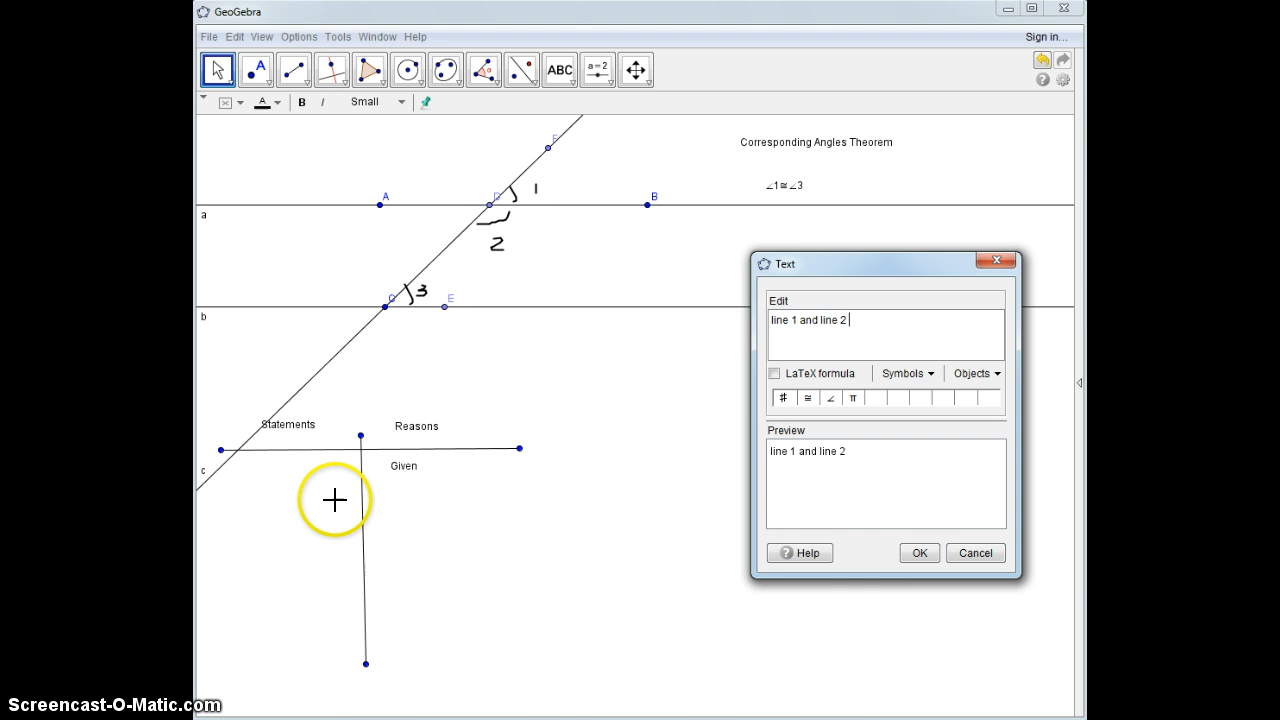 GeoGebra
File Edit View Options Tools Window Help
Sign in...
A
ABC
a=2
A B I Small
Corresponding Angles Theorem
∠1≅∠3
F
A D B
1
a
2
C 3 E
b
Statements Reasons
c
Given
Text
Edit
line 1 and line 2
LaTeX formula Symbols Objects
♯ ≅ ∠ π
Preview
line 1 and line 2
Help OK Cancel
Screencast-O-Matic.com